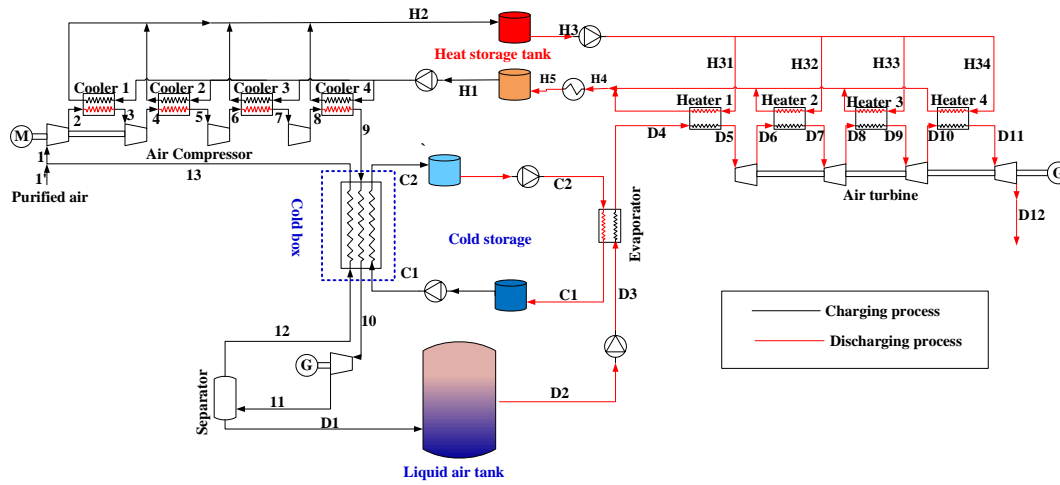 H2
H3
Heat storage tank
H31
H32
H33
H34
Cooler 1
Cooler 2
Cooler 3
Cooler 4
H1
H5
H4
Heater 1
Heater 2
Heater 3
Heater 4
2
3
4
5
6
7
8
9
M
D4
D5
D6
D7
D8
D9
D10
D11
1
Air Compressor
13
1'
Purified air
C2
C2
G
Air turbine
D12
Cold box
Cold storage
Evaporator
C1
C1
D3
10
12
G
Charging process
Discharging process
Separator
11
D1
D2
Liquid air tank